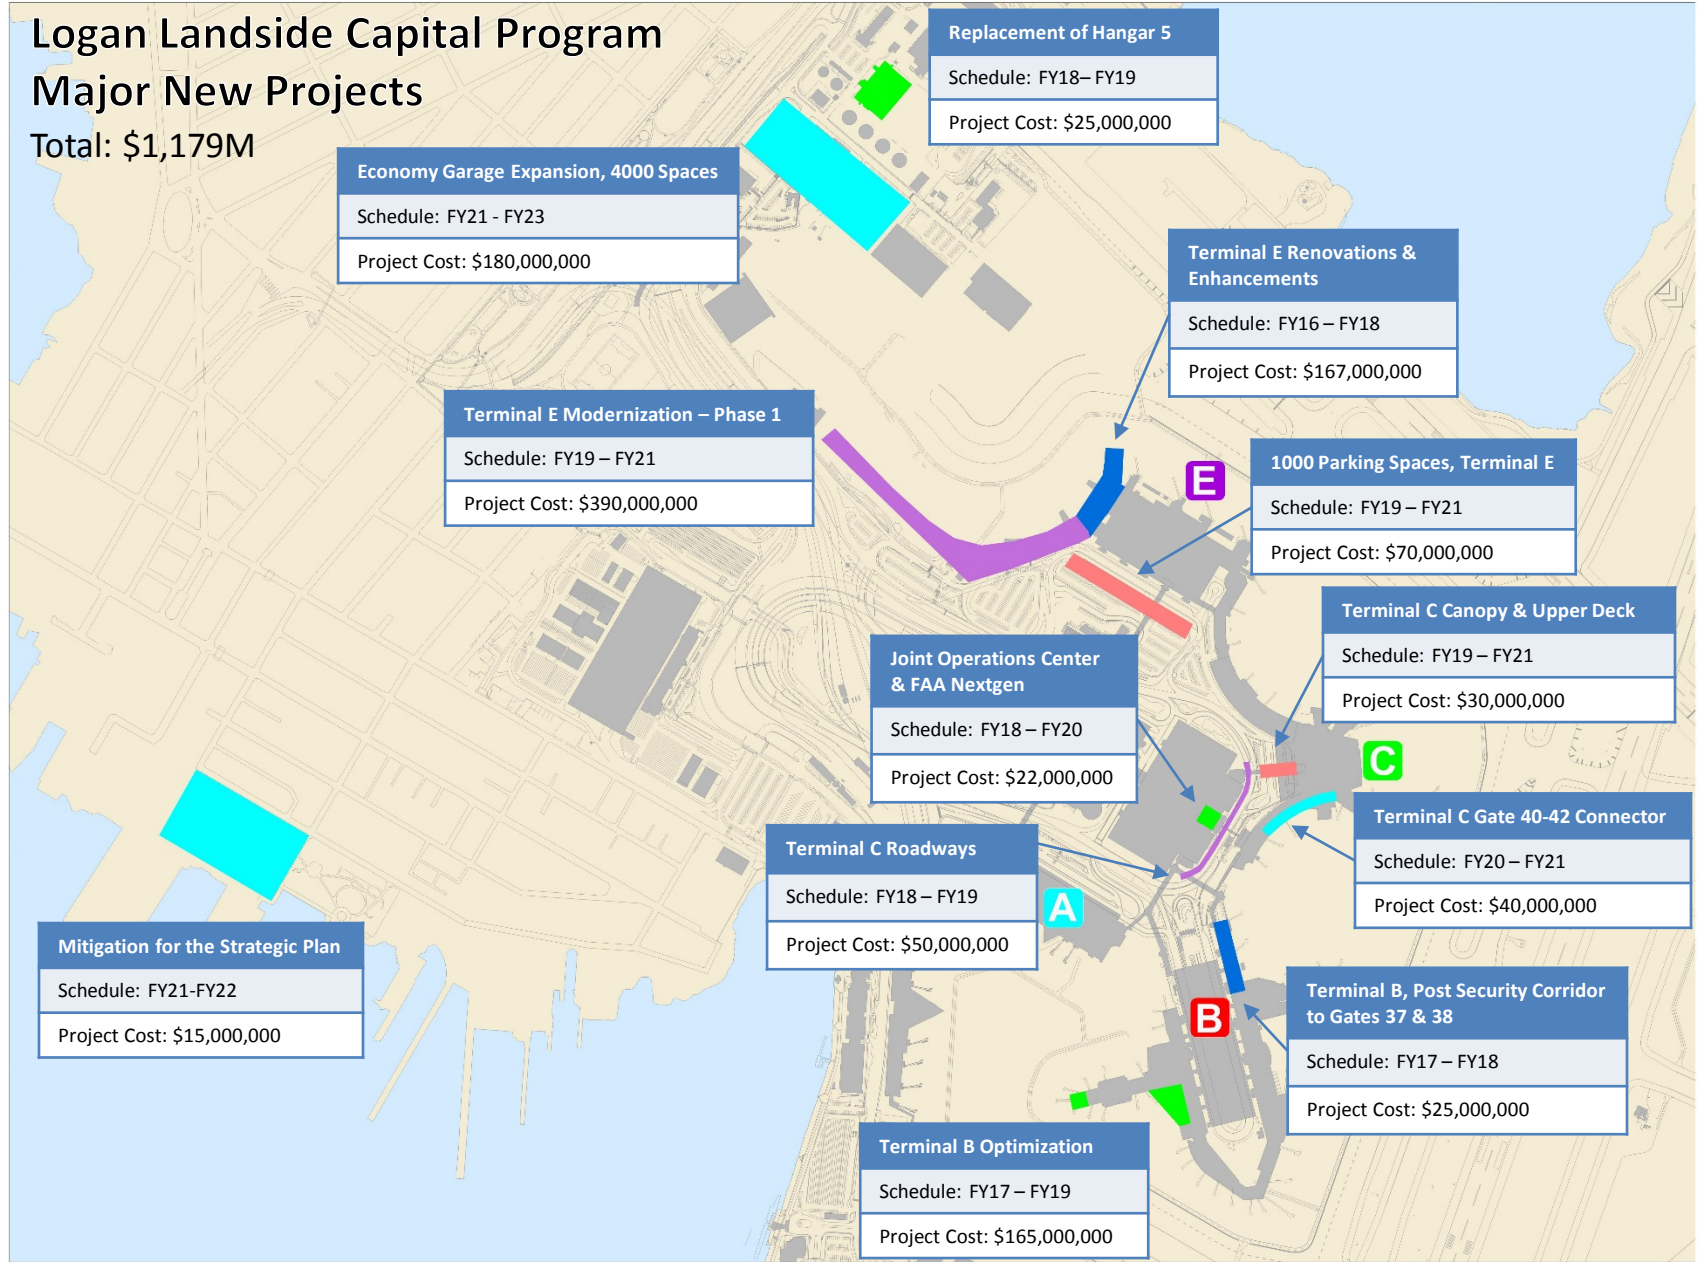 Logan Landside Capital Program
Major New Projects
Total: $1,179M
Replacement of Hangar 5
Schedule: FY18– FY19
Project Cost: $25,000,000
Economy Garage Expansion, 4000 Spaces
Schedule: FY21 - FY23
Project Cost: $180,000,000
Terminal E Renovations &
Enhancements
Schedule: FY16 – FY18
Project Cost: $167,000,000
Terminal E Modernization – Phase 1
Schedule: FY19 – FY21
Project Cost: $390,000,000
E
1000 Parking Spaces, Terminal E
Schedule: FY19 – FY21
Project Cost: $70,000,000
Terminal C Canopy & Upper Deck
Schedule: FY19 – FY21
Project Cost: $30,000,000
Joint Operations Center
& FAA Nextgen
Schedule: FY18 – FY20
Project Cost: $22,000,000
C
Terminal C Gate 40-42 Connector
Schedule: FY20 – FY21
Project Cost: $40,000,000
Terminal C Roadways
Schedule: FY18 – FY19
Project Cost: $50,000,000
A
Mitigation for the Strategic Plan
Schedule: FY21-FY22
Project Cost: $15,000,000
B
Terminal B, Post Security Corridor
to Gates 37 & 38
Schedule: FY17 – FY18
Project Cost: $25,000,000
Terminal B Optimization
Schedule: FY17 – FY19
Project Cost: $165,000,000